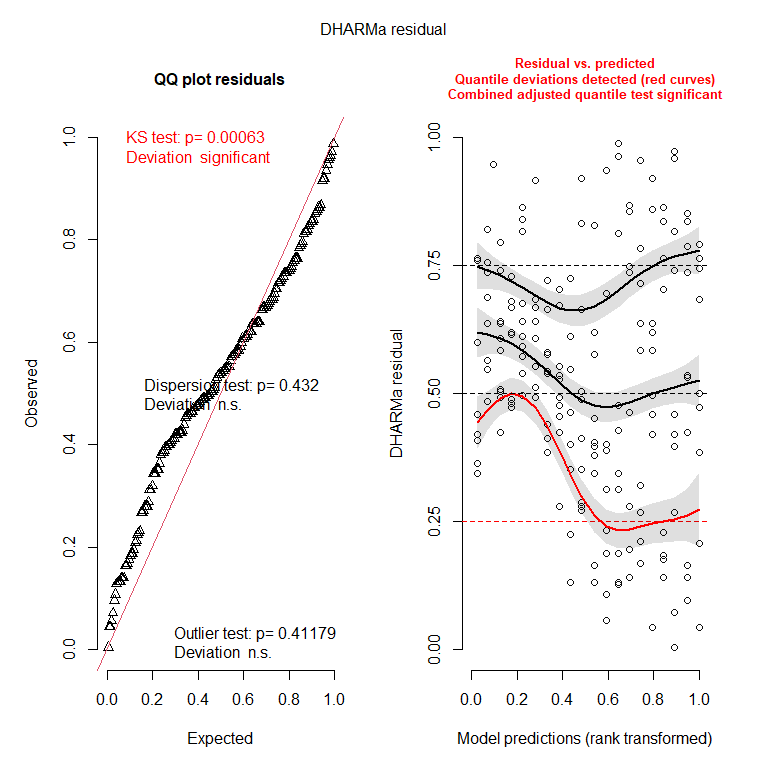 DHARMa residual
QQ plot residuals
KS test: p= 0.00063
Deviation significant
Dispersion test: p= 0.432
Deviation n.s.
Outlier test: p= 0.41179
Deviation n.s.
Observed
0.0 0.2 0.4 0.6 0.8 1.0
0.0 0.2 0.4 0.6 0.8 1.0
Expected
Residual vs. predicted
Quantile deviations detected (red curves)
Combined adjusted quantile test significant
DHARMa residual
0.00 0.25 0.50 0.75 1.00
0.0 0.2 0.4 0.6 0.8 1.0
Model predictions (rank transformed)